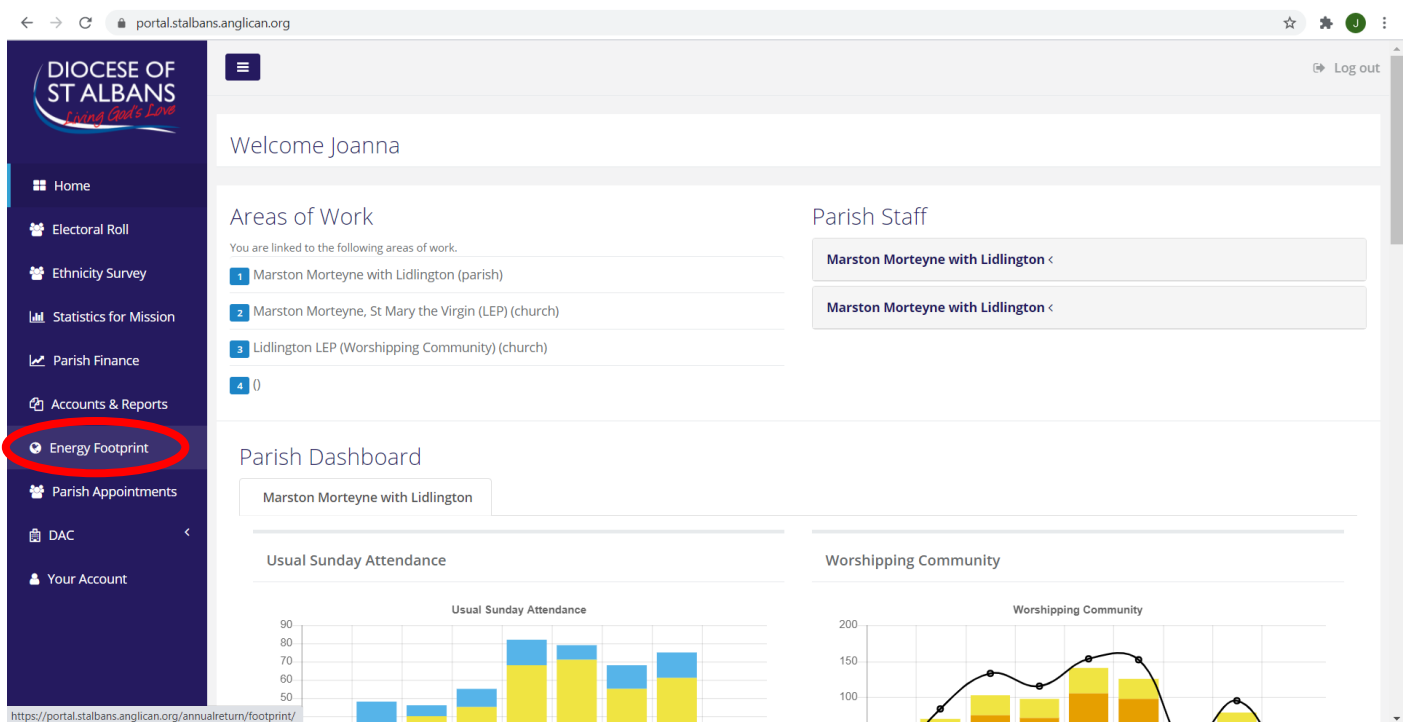 portal.stalbans.anglican.org
J
DIOCESE OF
ST ALBANS
Living God's Love
Log out
Welcome Joanna
Home
Electoral Roll
Ethnicity Survey
Statistics for Mission
Parish Finance
Accounts & Reports
Energy Footprint
Parish Appointments
DAC
Your Account
Areas of Work
You are linked to the following areas of work.
1 Marston Morteyne with Lidlington (parish)
2 Marston Morteyne, St Mary the Virgin (LEP) (church)
3 Lidlington LEP (Worshipping Community) (church)
4 ()
Parish Staff
Marston Morteyne with Lidlington <
Marston Morteyne with Lidlington <
Parish Dashboard
Marston Morteyne with Lidlington
Usual Sunday Attendance
Usual Sunday Attendance
90
80
70
60
50
Worshipping Community
Worshipping Community
200
150
100
https://portal.stalbans.anglican.org/annualreturn/footprint/